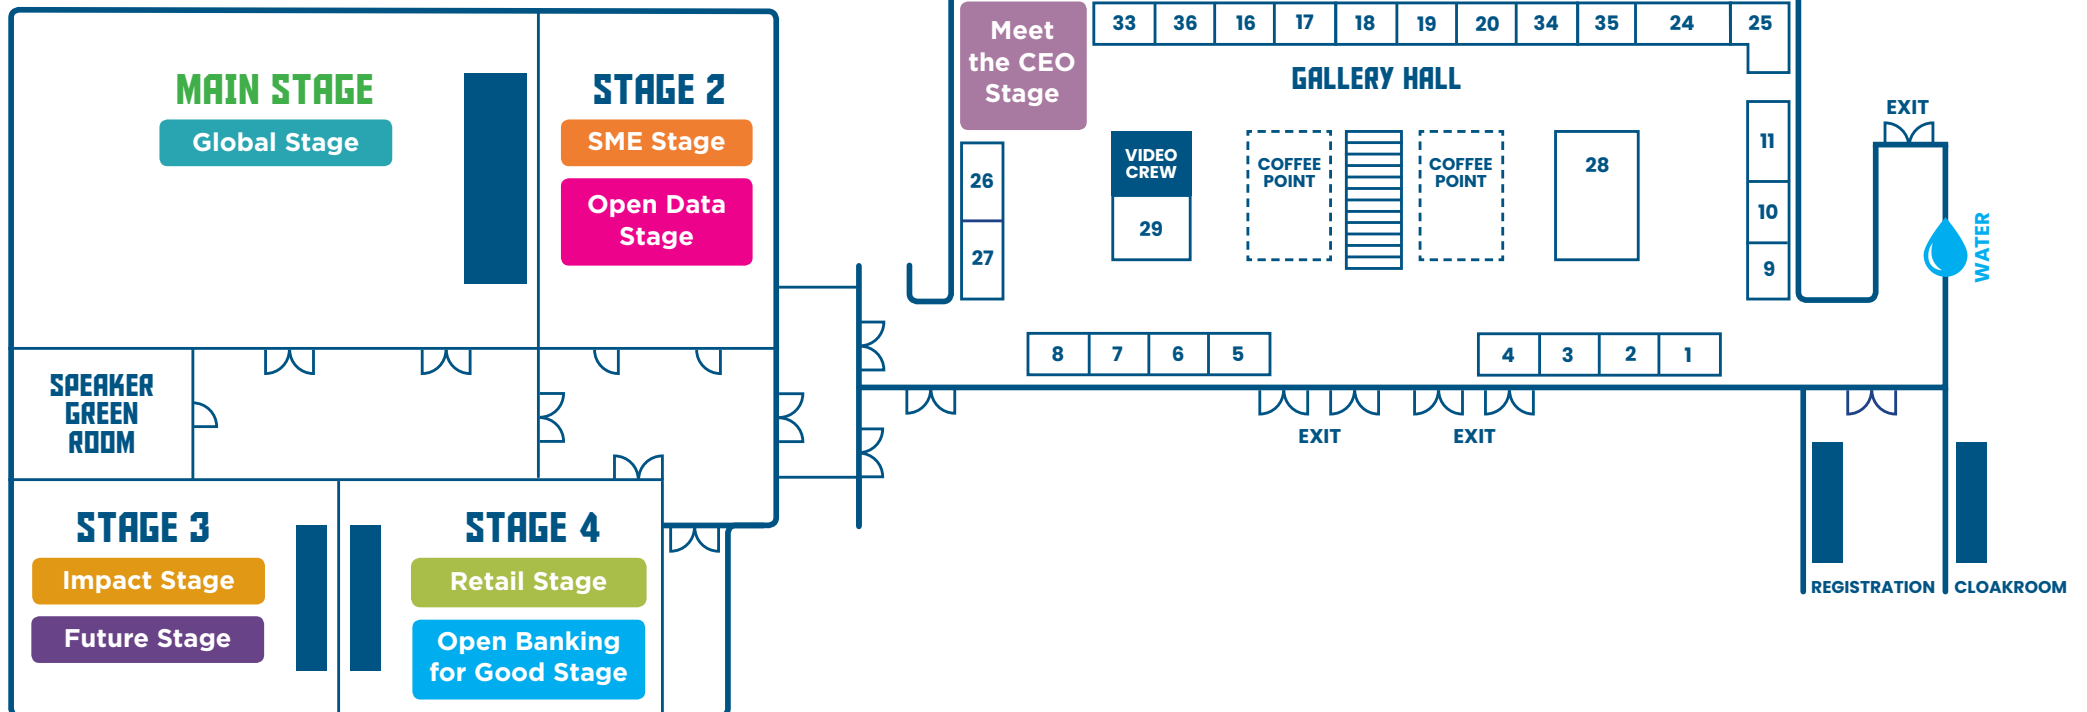 MAIN STAGE
Global Stage
STAGE 2
SME Stage
Open Data
Stage
SPEAKER
GREEN
ROOM
STAGE 3
Impact Stage
Future Stage
STAGE 4
Retail Stage
Open Banking
for Good Stage
Meet
the CEO
Stage
33 36 16 17 18 19 20 34 35 24 25
GALLERY HALL
26
27
VIDEO
CREW
29
COFFEE
POINT
COFFEE
POINT
28
11
10
9
8 7 6 5
4 3 2 1
EXIT
EXIT
EXIT
WATER
REGISTRATION
CLOAKROOM